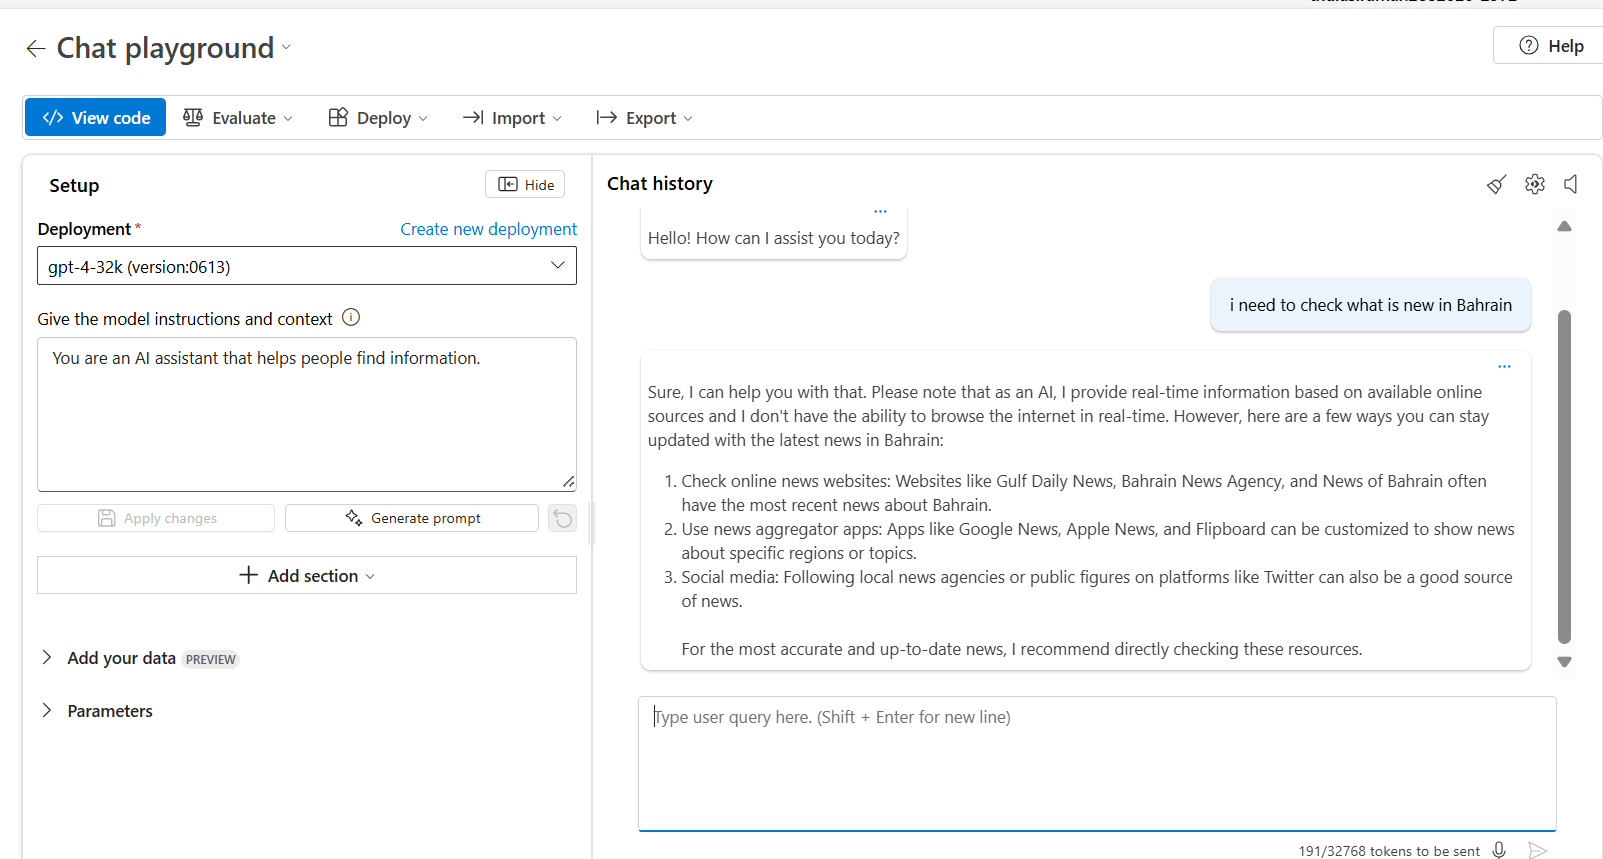 Chat playground
Help
</> View code
Evaluate
Deploy
Import
Export
Setup
Hide
Deployment *
Create new deployment
gpt-4-32k (version:0613)
Give the model instructions and context
You are an AI assistant that helps people find information.
Apply changes
Generate prompt
Add section
Add your data PREVIEW
Parameters
Chat history
Hello! How can I assist you today?
i need to check what is new in Bahrain
Sure, I can help you with that. Please note that as an AI, I provide real-time information based on available online
sources and I don't have the ability to browse the internet in real-time. However, here are a few ways you can stay
updated with the latest news in Bahrain:
1. Check online news websites: Websites like Gulf Daily News, Bahrain News Agency, and News of Bahrain often
have the most recent news about Bahrain.
2. Use news aggregator apps: Apps like Google News, Apple News, and Flipboard can be customized to show news
about specific regions or topics.
3. Social media: Following local news agencies or public figures on platforms like Twitter can also be a good source
of news.
For the most accurate and up-to-date news, I recommend directly checking these resources.
Type user query here. (Shift + Enter for new line)
191/32768 tokens to be sent